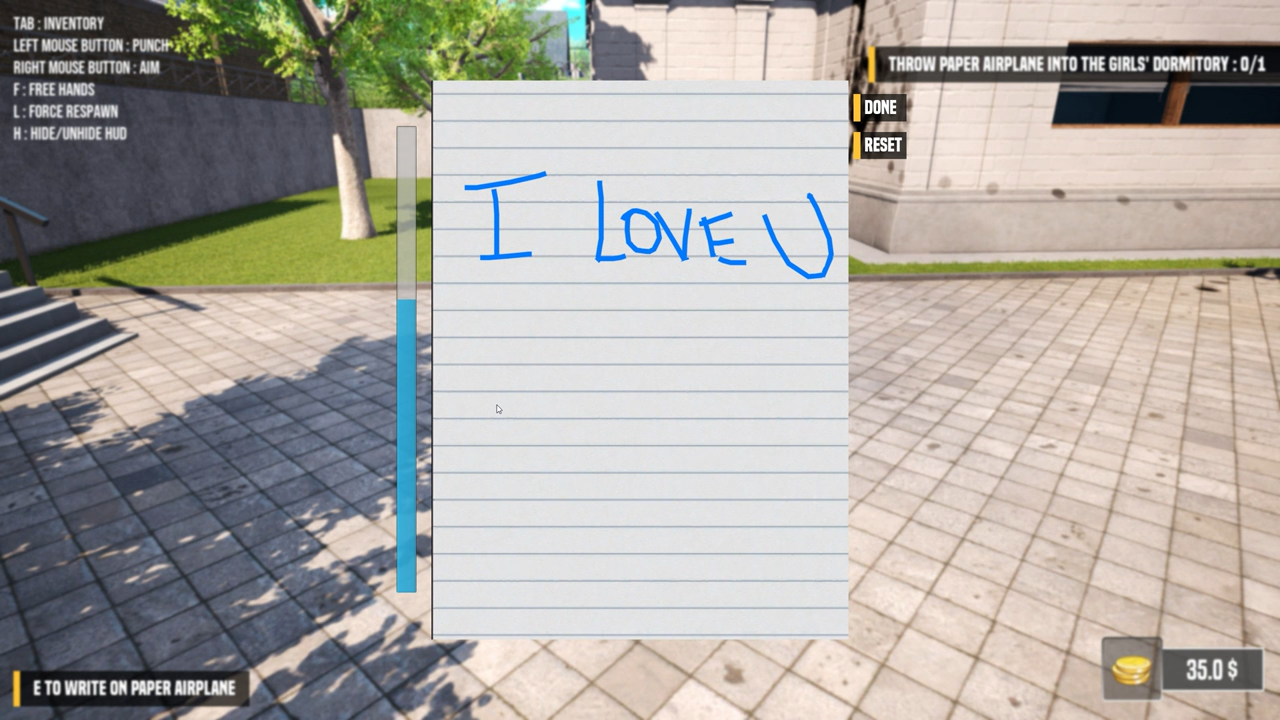 TAB : INVENTORY
LEFT MOUSE BUTTON : PUNCH
RIGHT MOUSE BUTTON : AIM
F : FREE HANDS
L : FORCE RESPAWN
H : HIDE/UNHIDE HUD
THROW PAPER AIRPLANE INTO THE GIRLS' DORMITORY : 0/1
DONE
RESET
I LOVE U
E TO WRITE ON PAPER AIRPLANE
35.0 $